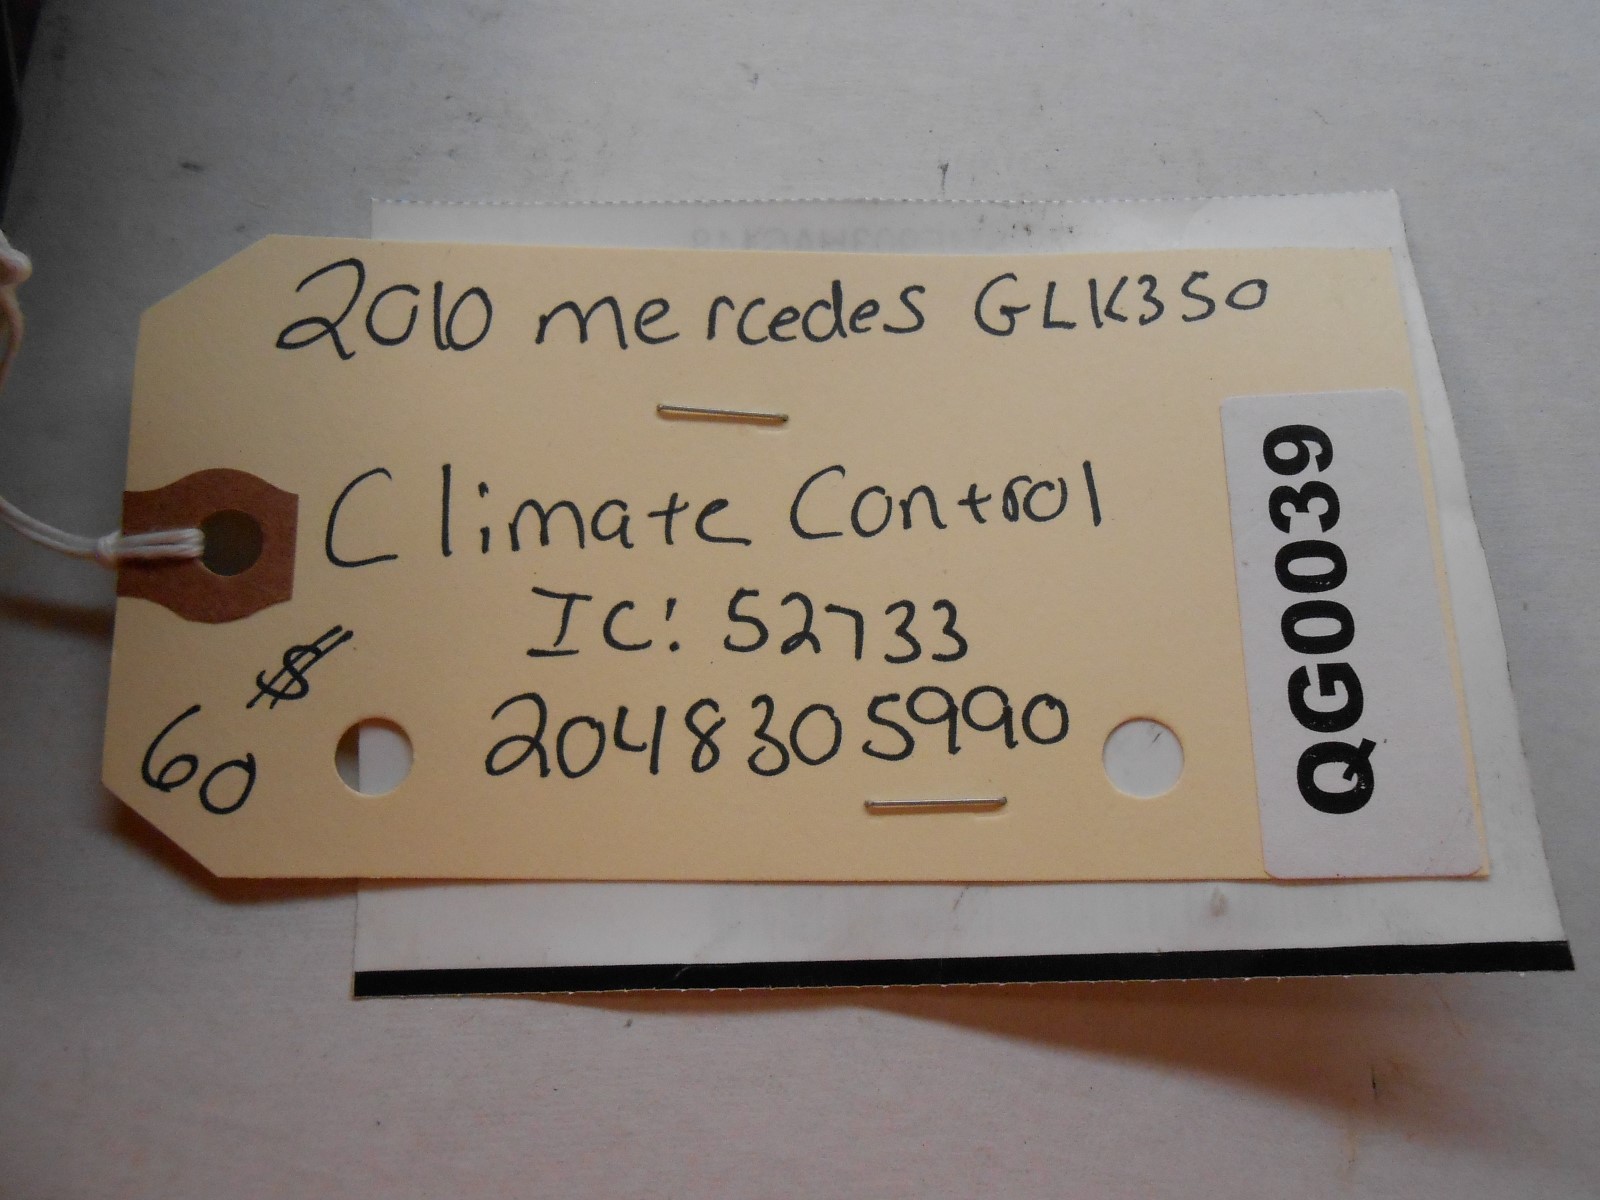 2010 mercedes GLK350
Climate Control
IC: 52733
60 $
2048305990
QG0039